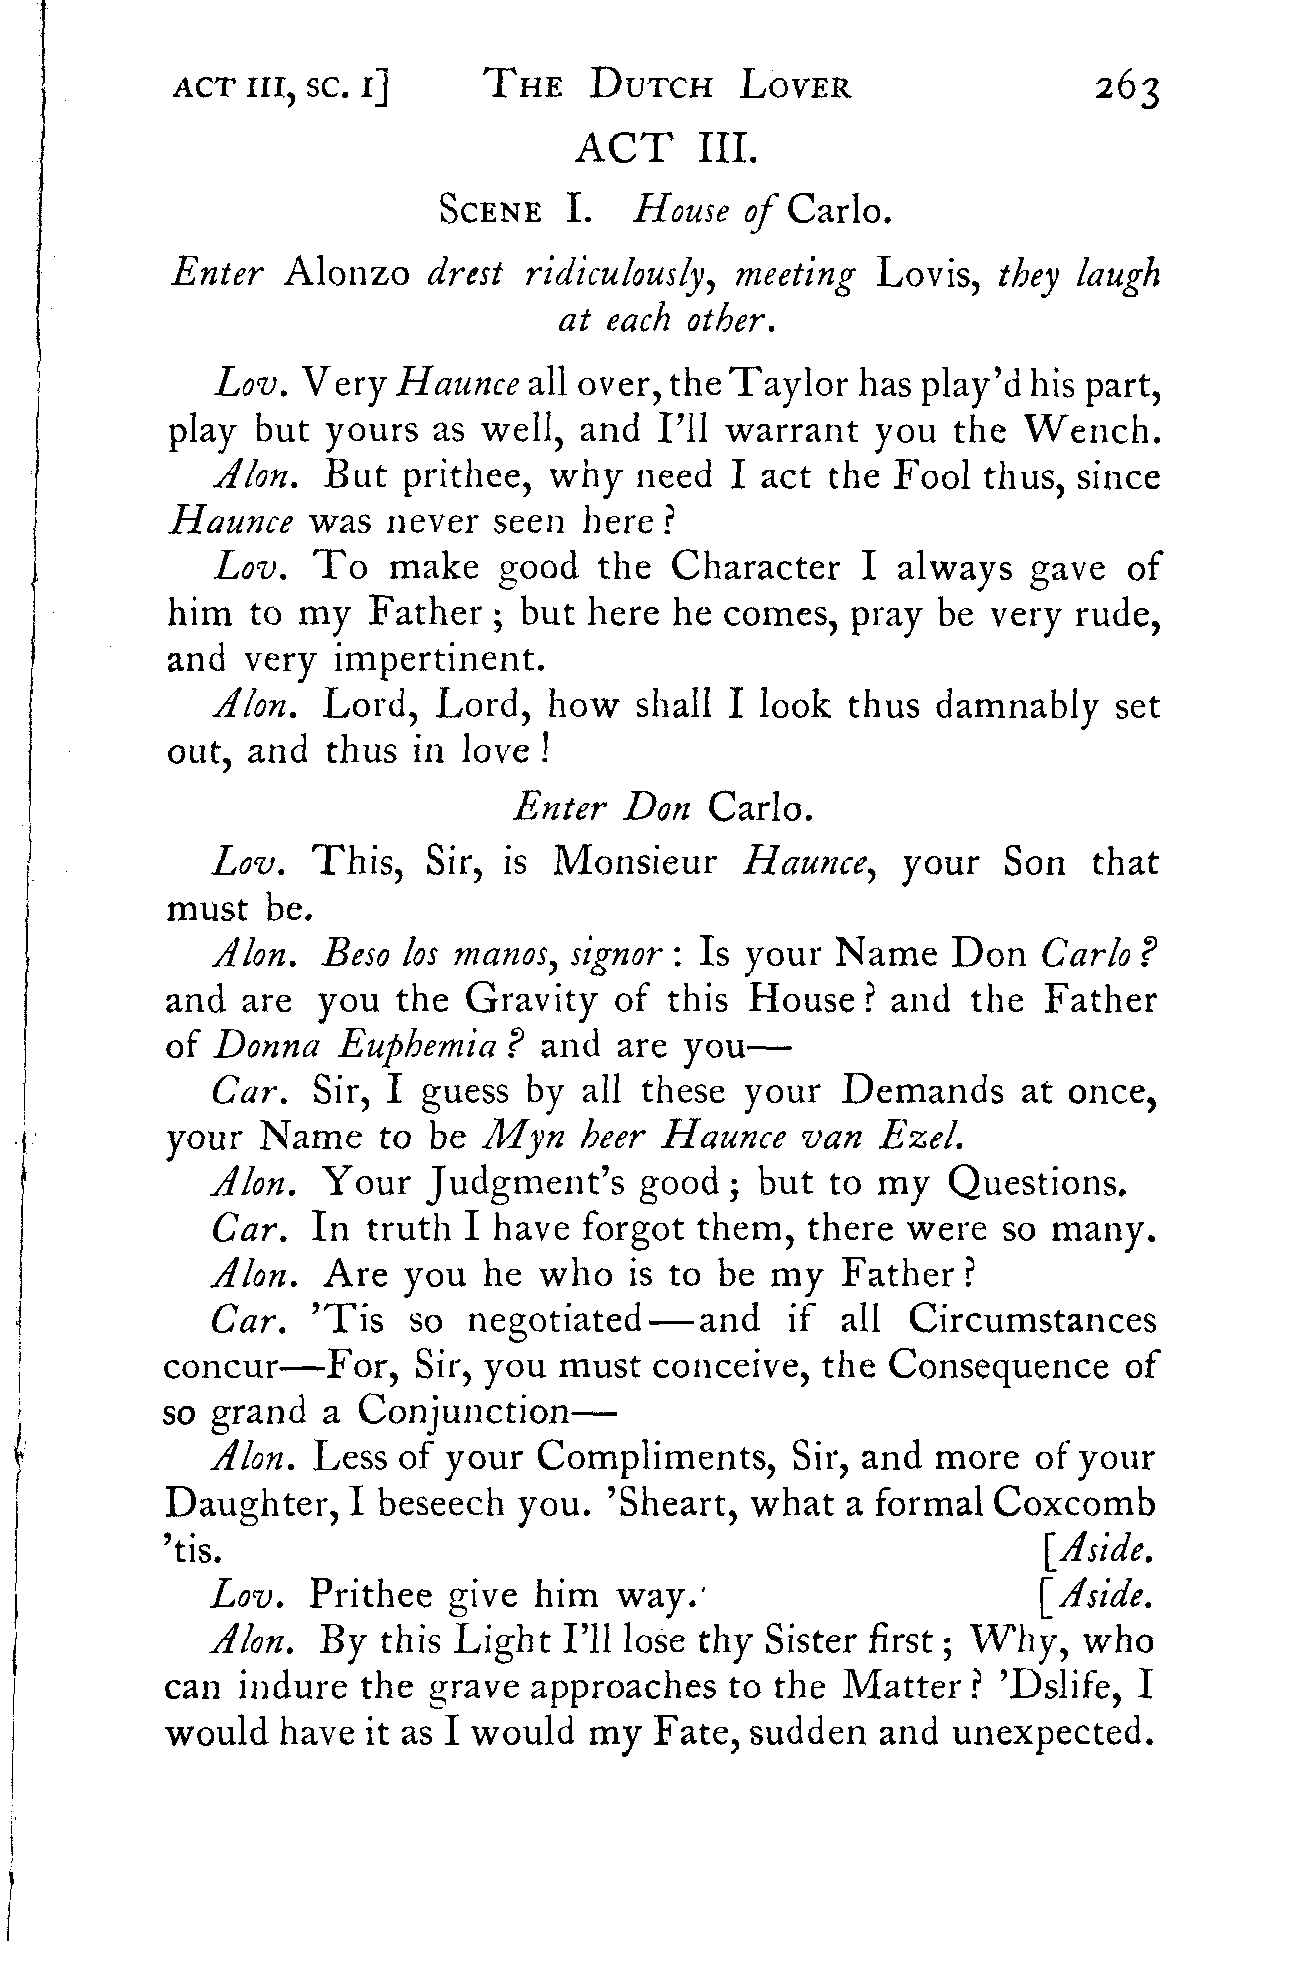 ACT III, SC. I] THE DUTCH LOVER 263
ACT III.
SCENE I. House of Carlo.
Enter Alonzo drest ridiculously, meeting Lovis, they laugh
at each other.
Lov. Very Haunce all over, the Taylor has play'd his part,
play but yours as well, and I'll warrant you the Wench.
Alon. But prithee, why need I act the Fool thus, since
Haunce was never seen here?
Lov. To make good the Character I always gave of
him to my Father; but here he comes, pray be very rude,
and very impertinent.
Alon. Lord, Lord, how shall I look thus damnably set
out, and thus in love!
Enter Don Carlo.
Lov. This, Sir, is Monsieur Haunce, your Son that
must be.
Alon. Beso los manos, signor: Is your Name Don Carlo?
and are you the Gravity of this House? and the Father
of Donna Euphemia? and are you—
Car. Sir, I guess by all these your Demands at once,
your Name to be Myn heer Haunce van Ezel.
Alon. Your Judgment's good; but to my Questions.
Car. In truth I have forgot them, there were so many.
Alon. Are you he who is to be my Father?
Car. 'Tis so negotiated—and if all Circumstances
concur—For, Sir, you must conceive, the Consequence of
so grand a Conjunction—
Alon. Less of your Compliments, Sir, and more of your
Daughter, I beseech you. 'Sheart, what a formal Coxcomb
'tis. [Aside.
Lov. Prithee give him way. [Aside.
Alon. By this Light I'll lose thy Sister first; Why, who
can indure the grave approaches to the Matter? 'Dslife, I
would have it as I would my Fate, sudden and unexpected.